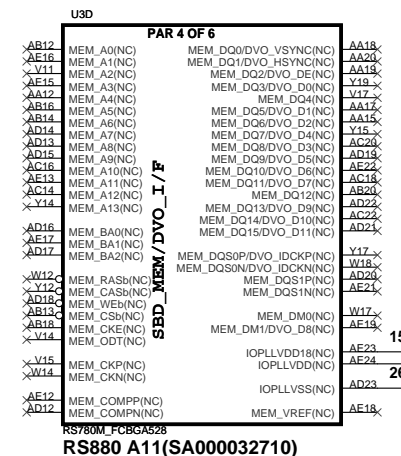 U3D
PAR 4 OF 6
AB12 MEM_A0(NC) MEM_DQ0/DVO_VSYNC(NC) AA18
AE16 MEM_A1(NC) MEM_DQ1/DVO_HSYNC(NC) AA20
V11 MEM_A2(NC) MEM_DQ2/DVO_DE(NC) AA19
AE15 MEM_A3(NC) MEM_DQ3/DVO_D0(NC) Y19
AA12 MEM_A4(NC) MEM_DQ4(NC) V17
AB16 MEM_A5(NC) MEM_DQ5/DVO_D1(NC) AA17
AB14 MEM_A6(NC) MEM_DQ6/DVO_D2(NC) AA15
AD14 MEM_A7(NC) MEM_DQ7/DVO_D4(NC) Y15
AD13 MEM_A8(NC) MEM_DQ8/DVO_D3(NC) AC20
AD15 MEM_A9(NC) MEM_DQ9/DVO_D5(NC) AD19
AC16 MEM_A10(NC) MEM_DQ10/DVO_D6(NC) AE22
AE13 MEM_A11(NC) MEM_DQ11/DVO_D7(NC) AC18
AC14 MEM_A12(NC) MEM_DQ12(NC) AB20
Y14 MEM_A13(NC) MEM_DQ13/DVO_D9(NC) AD22
MEM_DQ14/DVO_D10(NC) AC22
AD16 MEM_BA0(NC) MEM_DQ15/DVO_D11(NC) AD21
AE17 MEM_BA1(NC)
AD17 MEM_BA2(NC) MEM_DQS0P/DVO_IDCKP(NC) Y17
MEM_DQS0N/DVO_IDCKN(NC) W18
W12 MEM_RASb(NC) MEM_DQS1P(NC) AD20
Y12 MEM_CASb(NC) MEM_DQS1N(NC) AE21
AD18 MEM_WEb(NC)
AB13 MEM_CSb(NC) MEM_DM0(NC) W17
AB18 MEM_CKE(NC) MEM_DM1/DVO_D8(NC) AE19
V14 MEM_ODT(NC)
15
IOPLLVDD18(NC) AE23
V15 MEM_CKP(NC) IOPLLVDD(NC) AE24
W14 MEM_CKN(NC)
26
IOPLLVSS(NC) AD23
AE12 MEM_COMPP(NC)
AD12 MEM_COMPN(NC) MEM_VREF(NC) AE18
SBD_MEM/DVO_I/F
RS780M_FCBGA528
RS880 A11(SA000032710)